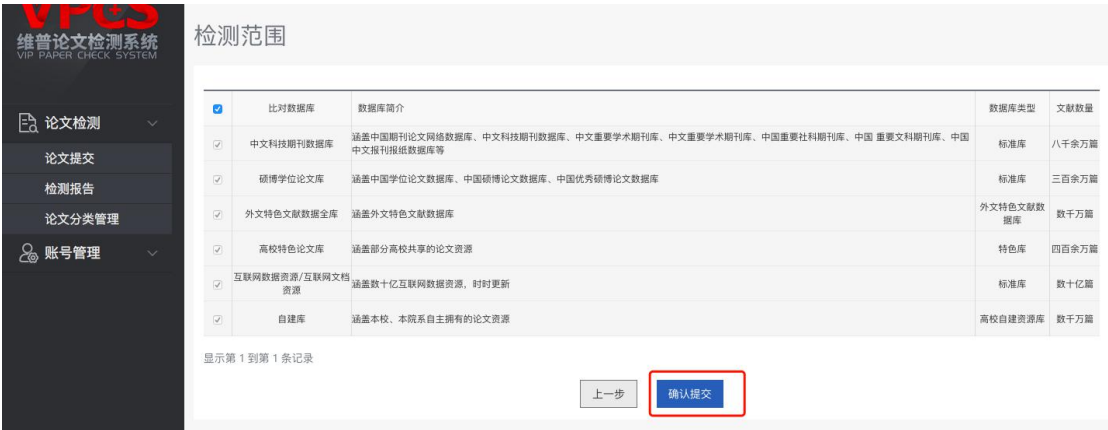 VPCS
维普论文检测系统
VIP PAPER CHECK SYSTEM
论文检测
论文提交
检测报告
论文分类管理
账号管理
检测范围
比对数据库 数据库简介 数据库类型 文献数量
中文科技期刊数据库 涵盖中国期刊论文网络数据库、中文科技期刊数据库、中文重要学术期刊库、中文重要学术期刊库、中国重要社科期刊库、中国 重要文科期刊库、中国 标准库 八千余万篇
中文报刊报纸数据库等
硕博学位论文库 涵盖中国学位论文数据库、中国硕博论文数据库、中国优秀硕博论文数据库 标准库 三百余万篇
外文特色文献数据全库 涵盖外文特色文献数据库 外文特色文献数 数千万篇
据库
高校特色论文库 涵盖部分高校共享的论文资源 特色库 四百余万篇
互联网数据资源/互联网文档 涵盖数十亿互联网数据资源，时时更新 标准库 数十亿篇
资源
自建库 涵盖本校、本院系自主拥有的论文资源 高校自建资源库 数千万篇
显示第 1 到第 1 条记录
上一步 确认提交